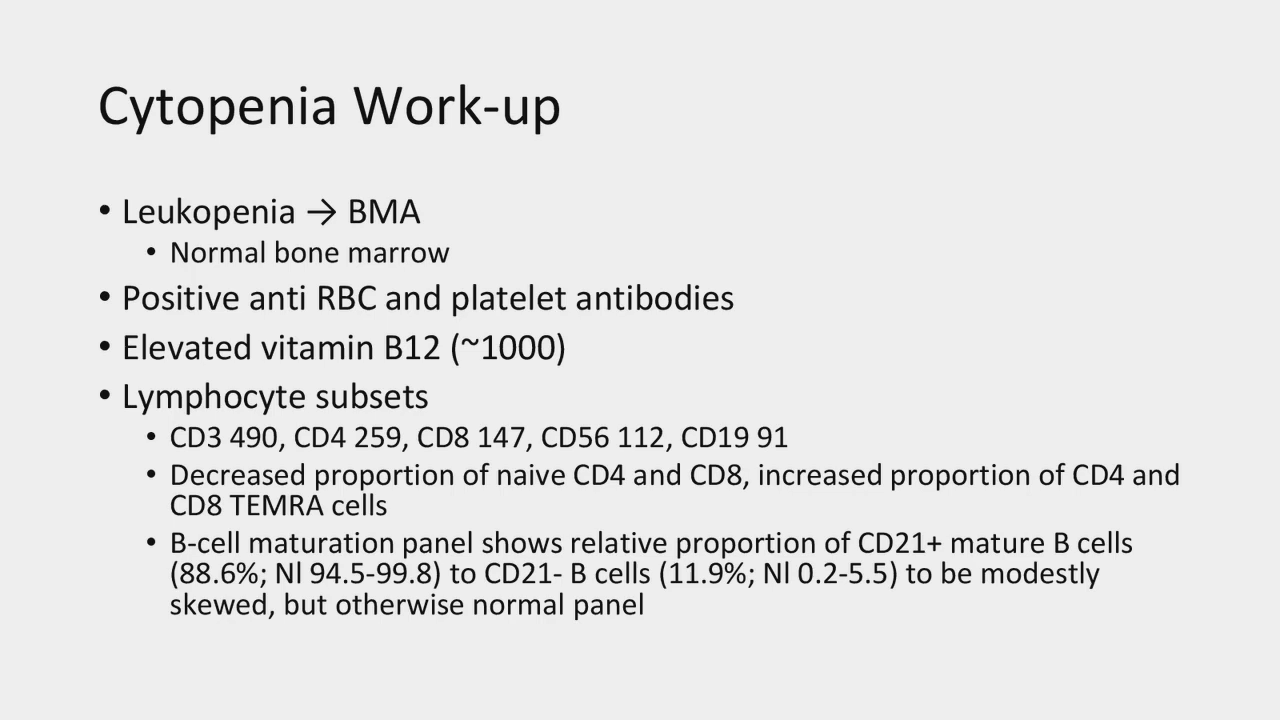 Cytopenia Work-up
• Leukopenia → BMA
• Normal bone marrow
• Positive anti RBC and platelet antibodies
• Elevated vitamin B12 (~1000)
• Lymphocyte subsets
• CD3 490, CD4 259, CD8 147, CD56 112, CD19 91
• Decreased proportion of naive CD4 and CD8, increased proportion of CD4 and
CD8 TEMRA cells
• B-cell maturation panel shows relative proportion of CD21+ mature B cells
(88.6%; Nl 94.5-99.8) to CD21- B cells (11.9%; Nl 0.2-5.5) to be modestly
skewed, but otherwise normal panel